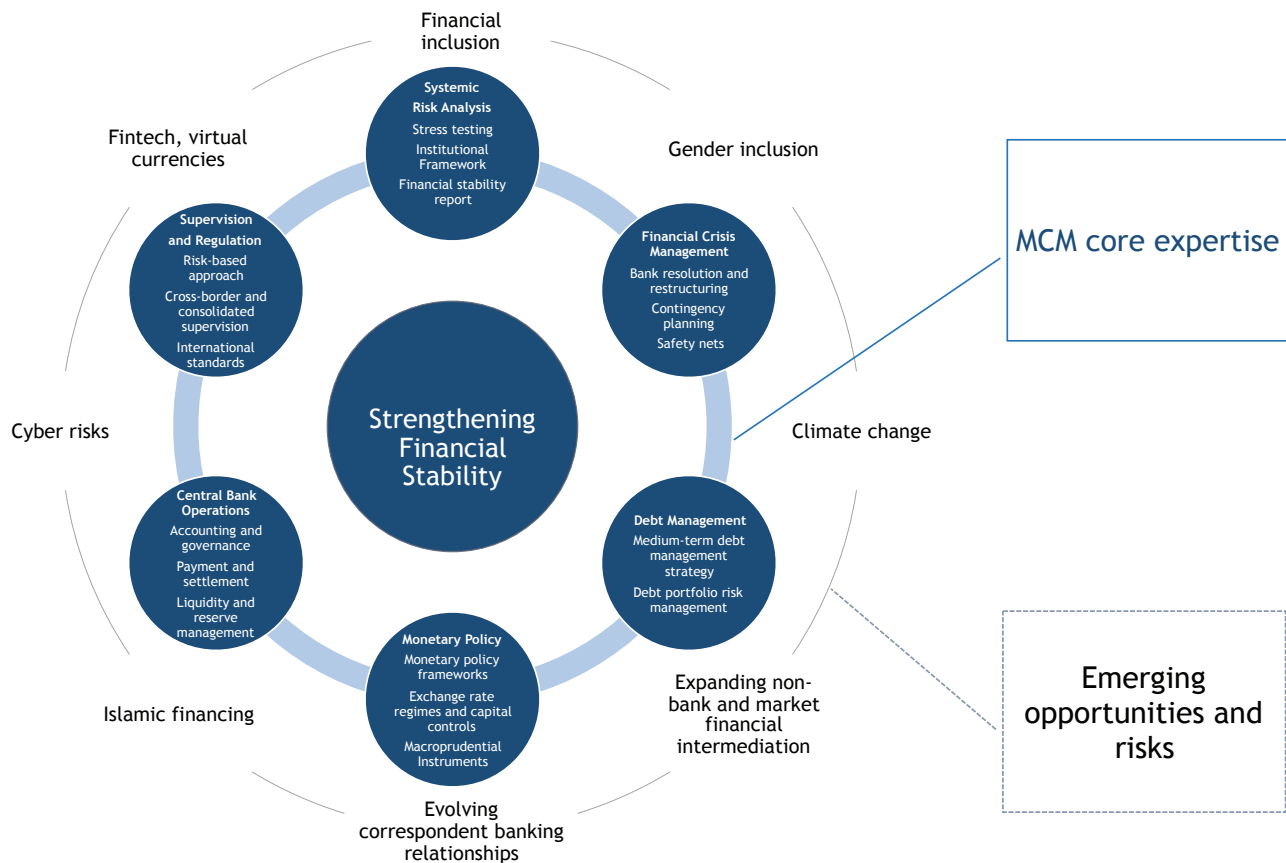 Financial
inclusion
Systemic
Risk Analysis
Stress testing
Institutional
Framework
Financial stability
report
Fintech, virtual
currencies
Gender inclusion
MCM core expertise
Supervision
and Regulation
Risk-based
approach
Cross-border and
consolidated
supervision
International
standards
Financial Crisis
Management
Bank resolution and
restructuring
Contingency
planning
Safety nets
Strengthening
Financial
Stability
Cyber risks
Climate change
Central Bank
Operations
Accounting and
governance
Payment and
settlement
Liquidity and
reserve
management
Debt Management
Medium-term debt
management
strategy
Debt portfolio risk
management
Monetary Policy
Monetary policy
frameworks
Exchange rate
regimes and capital
controls
Macroprudential
Instruments
Islamic financing
Expanding non-
bank and market
financial
intermediation
Emerging
opportunities and
risks
Evolving
correspondent banking
relationships